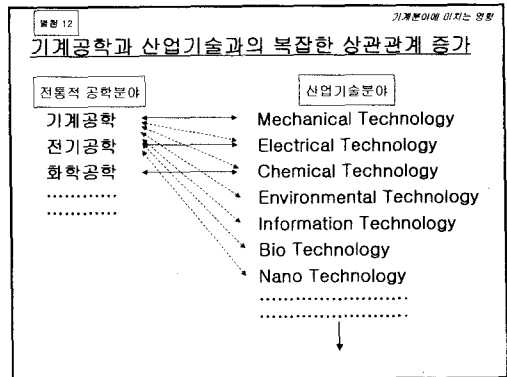 별첨 12
기계분야에 미치는 영향
기계공학과 산업기술과의 복잡한 상관관계 증가
전통적 공학분야
산업기술분야
기계공학
Mechanical Technology
전기공학
Electrical Technology
화학공학
Chemical Technology
............
Environmental Technology
............
Information Technology
Bio Technology
Nano Technology
.........................
.........................